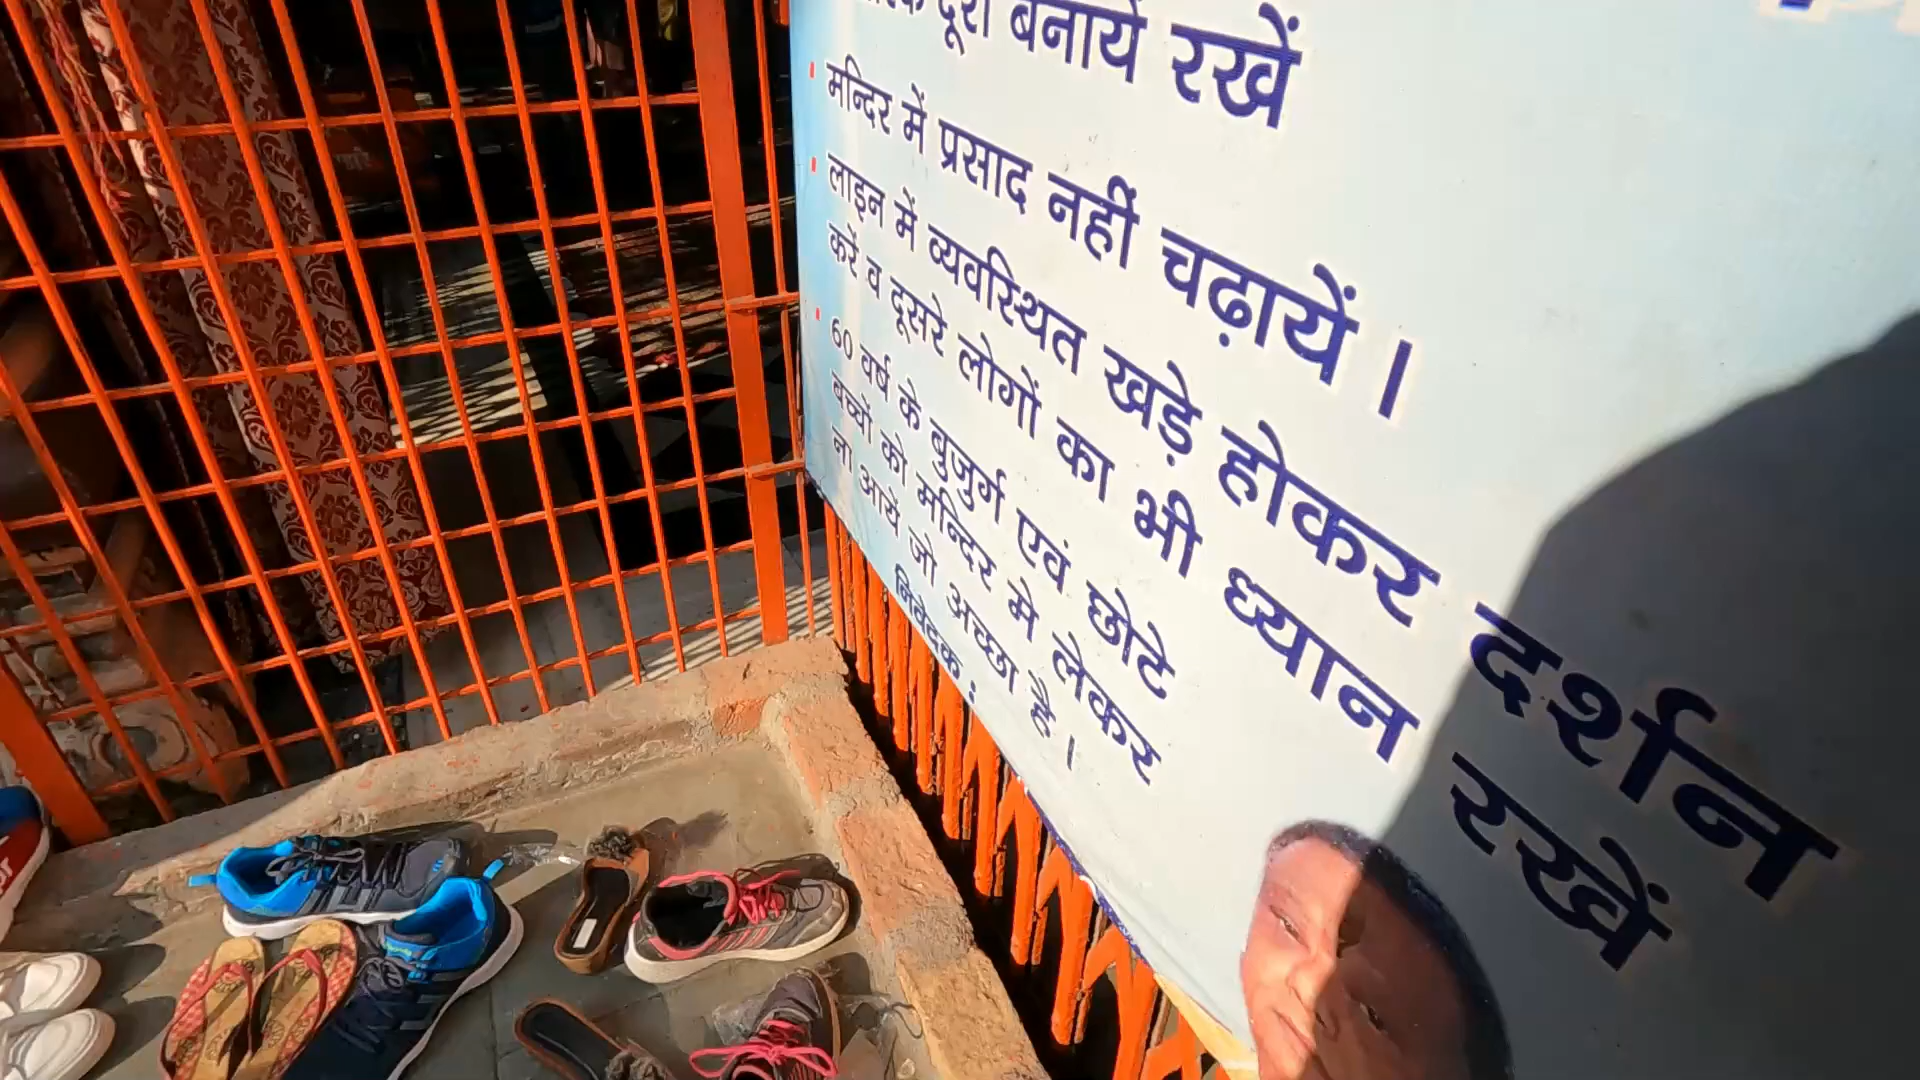 दूरी बनायें रखें
मन्दिर में प्रसाद नहीं चढ़ायें।
लाइन में व्यवस्थित खड़े होकर दर्शन
करें व दूसरे लोगों का भी ध्यान रखें
60 वर्ष के बुजुर्ग एवं छोटे
बच्चों को मन्दिर मे लेकर
ना आयें जो अच्छा है।
निवेदक :